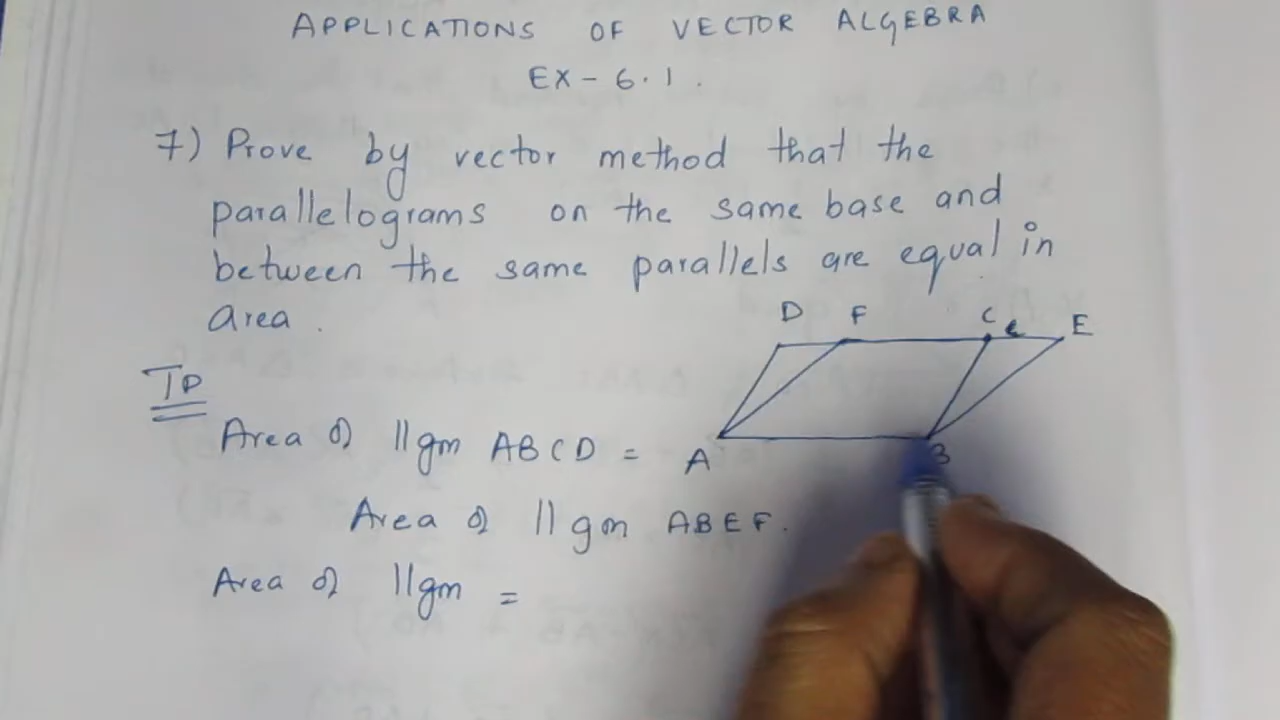 APPLICATIONS OF VECTOR ALGEBRA
EX - 6.1.
7) Prove by vector method that the
parallelograms on the same base and
between the same parallels are equal in
area.
D F C E
TP
Area of ||gm ABCD =
A B
Area of ||gm ABEF.
Area of ||gm =